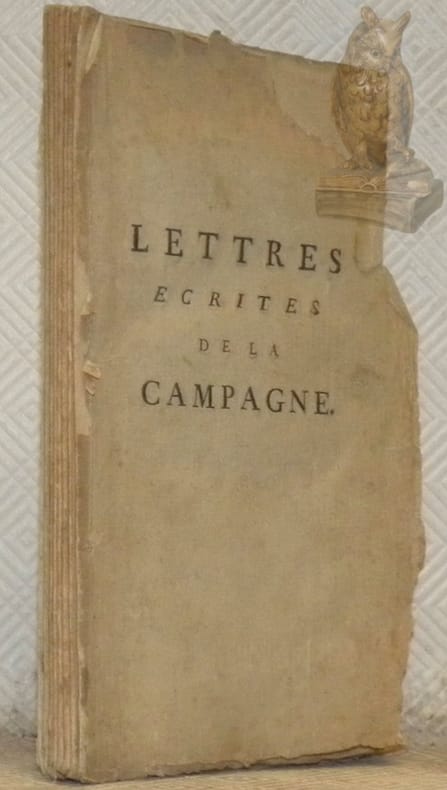 LETTRES
ECRITES
DE LA
CAMPAGNE.